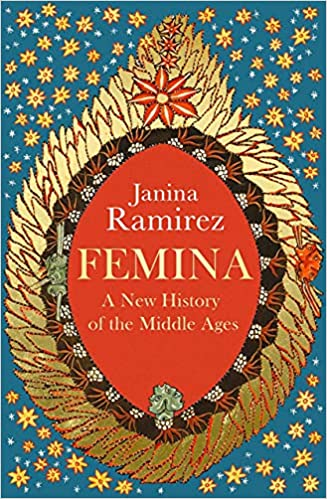 Janina
Ramirez
FEMINA
A New History
of the Middle Ages